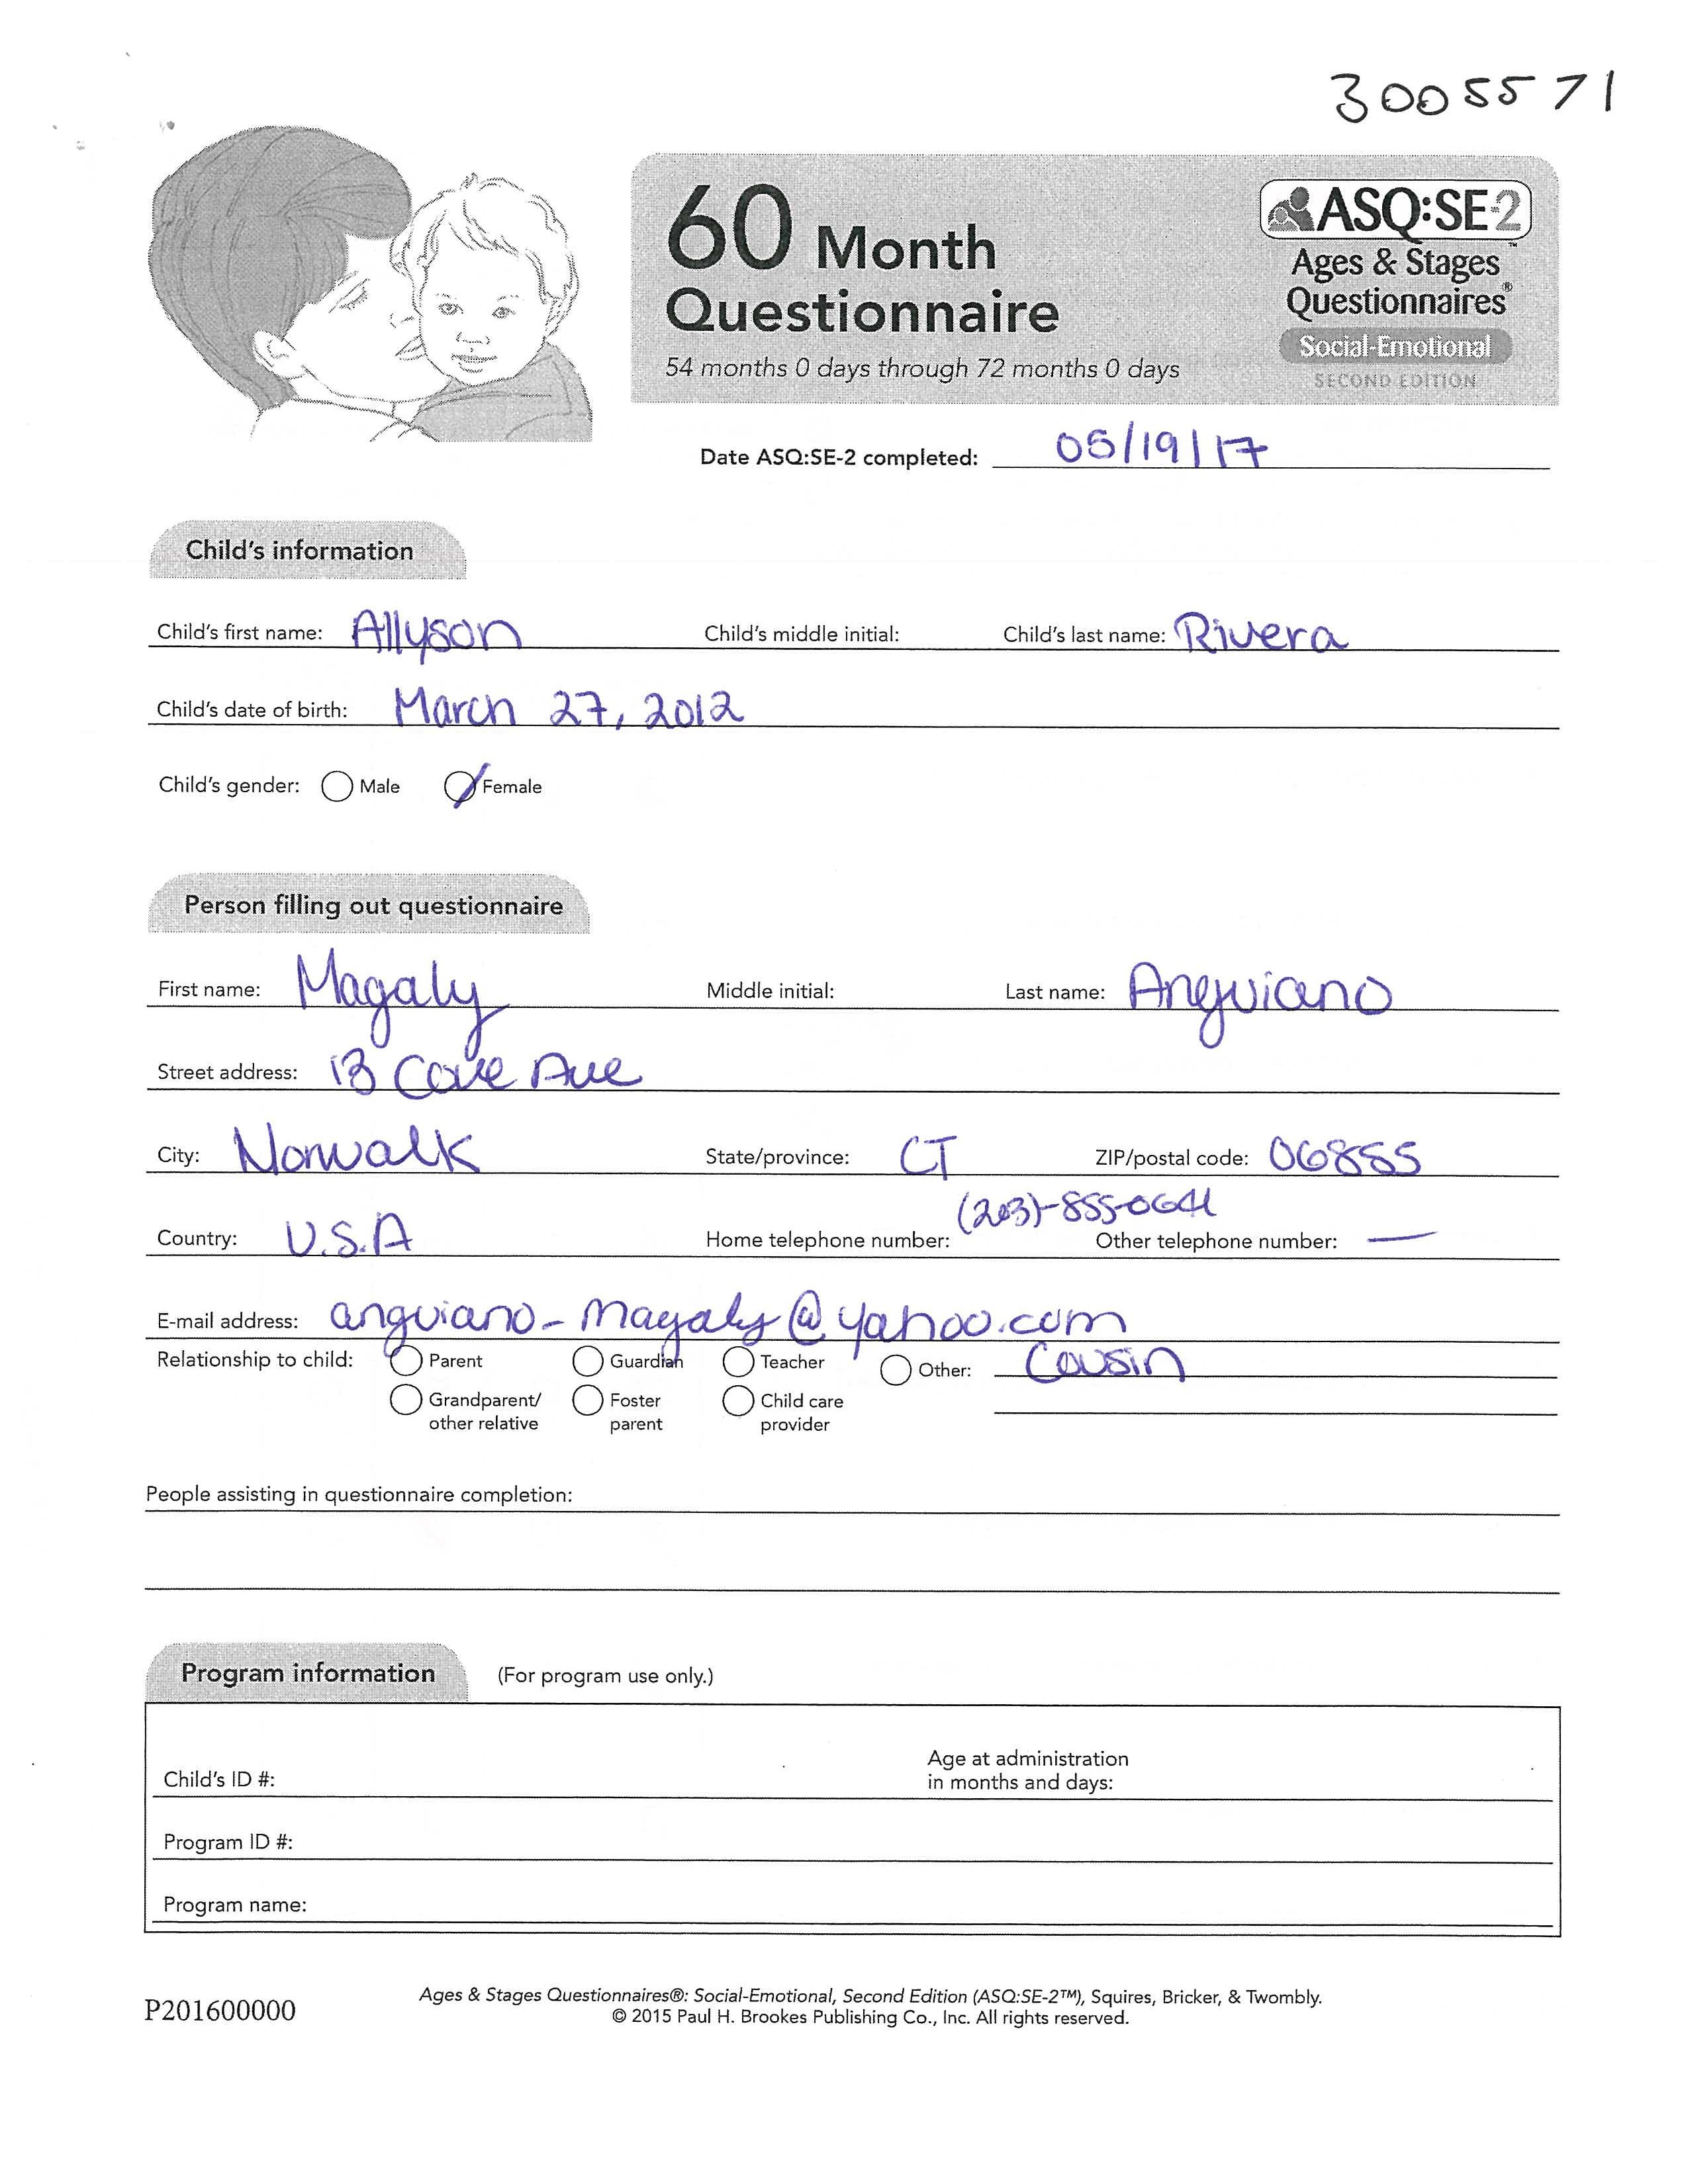 3005571
60 Month
Questionnaire
54 months 0 days through 72 months 0 days
ASQ:SE-2™
Ages & Stages
Questionnaires®
Social-Emotional
SECOND EDITION
Date ASQ:SE-2 completed: 05/19/17
Child's information
Child's first name: Allyson Child's middle initial: Child's last name: Rivera
Child's date of birth: March 27, 2012
Child's gender: Male Female
Person filling out questionnaire
First name: Magaly Middle initial: Last name: Anguiano
Street address: 13 Cove Ave
City: Norwalk State/province: CT ZIP/postal code: 06855
Country: U.S.A Home telephone number: (203)-855-0641 Other telephone number: —
E-mail address: anguiano-magaly@yahoo.com
Relationship to child: Parent Guardian Teacher Other: Cousin
Grandparent/ Foster Child care
other relative parent provider
People assisting in questionnaire completion:
Program information (For program use only.)
Age at administration
Child's ID #: in months and days:
Program ID #:
Program name:
P201600000
Ages & Stages Questionnaires®: Social-Emotional, Second Edition (ASQ:SE-2™), Squires, Bricker, & Twombly.
© 2015 Paul H. Brookes Publishing Co., Inc. All rights reserved.